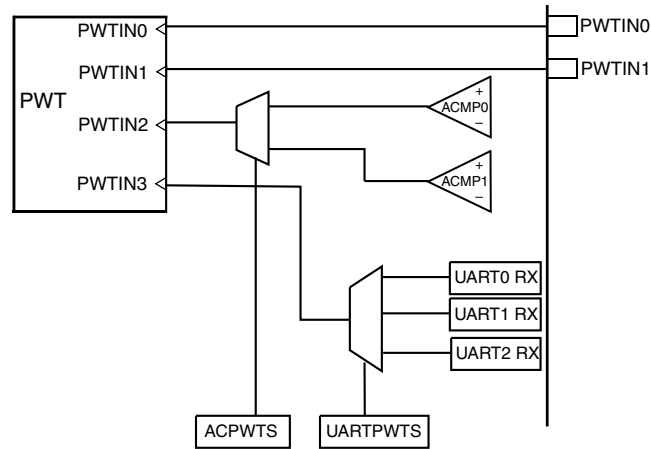 PWTIN0
PWTIN0
PWTIN1
PWTIN1
PWT
+
ACMP0
–
PWTIN2
+
ACMP1
–
PWTIN3
UART0 RX
UART1 RX
UART2 RX
ACPWTS
UARTPWTS